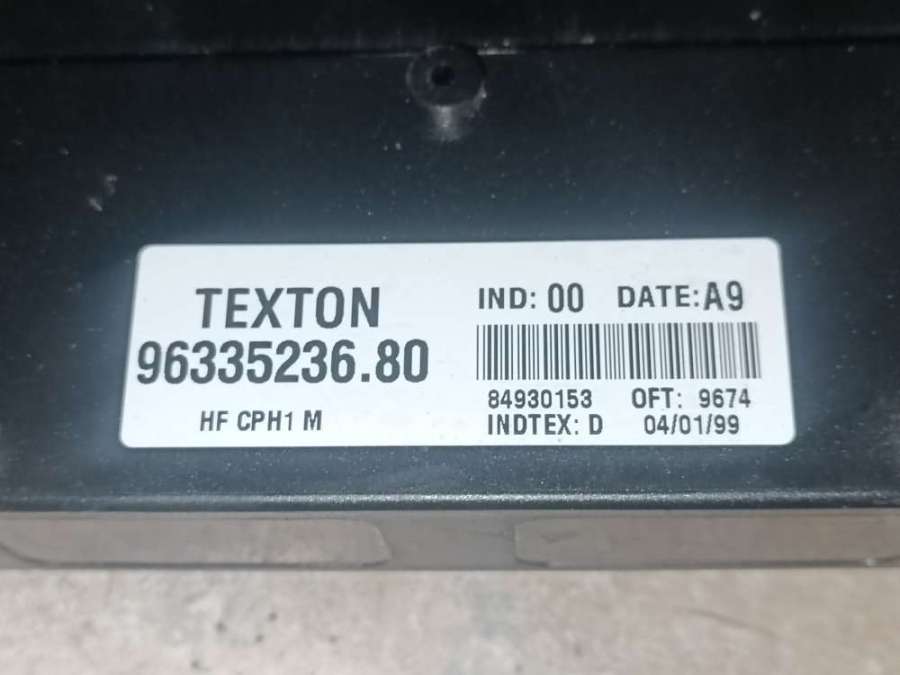 TEXTON
96335236.80
HF CPH1 M
IND: 00 DATE: A9
84930153 OFT: 9674
INDTEX: D 04/01/99